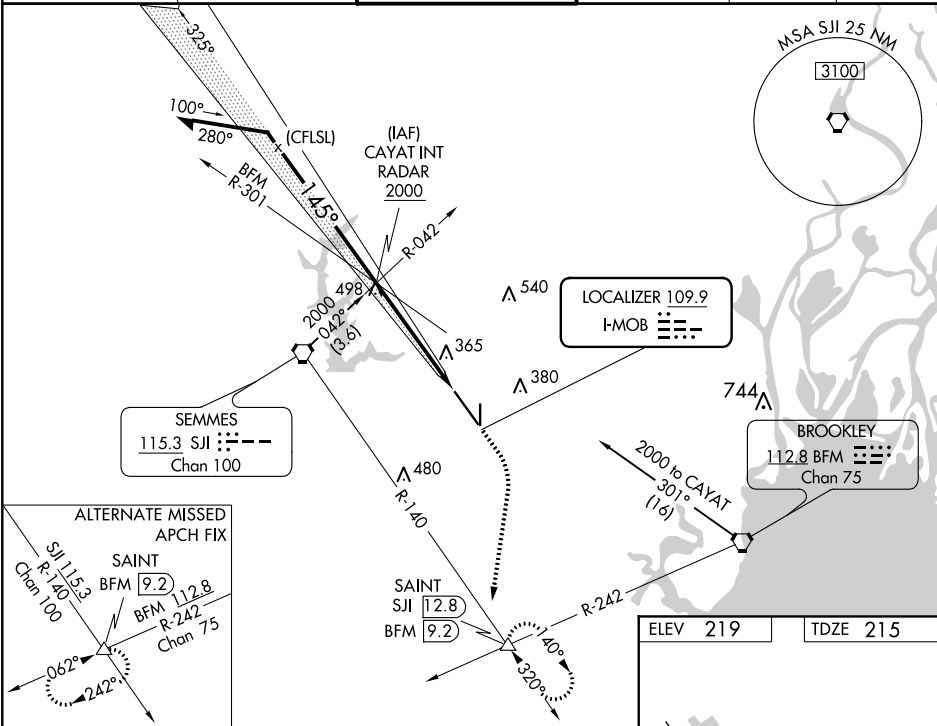 325°
MSA SJI 25 NM
3100
100°
280°
(CFLSL)
(IAF)
CAYAT INT
RADAR
2000
BFM
R-301
145°
R-042
498
2000
042°
(3.6)
540
LOCALIZER 109.9
I-MOB
365
380
744
SEMMES
115.3 SJI
Chan 100
BROOKLEY
112.8 BFM
Chan 75
2000 to CAYAT
301°
(16)
480
R-140
ALTERNATE MISSED
APCH FIX
SAINT
BFM 9.2
SJI 115.3
R-140
Chan 100
BFM 112.8
R-242
Chan 75
062°
242°
SAINT
SJI 12.8
BFM 9.2
R-242
140°
320°
ELEV 219
TDZE 215